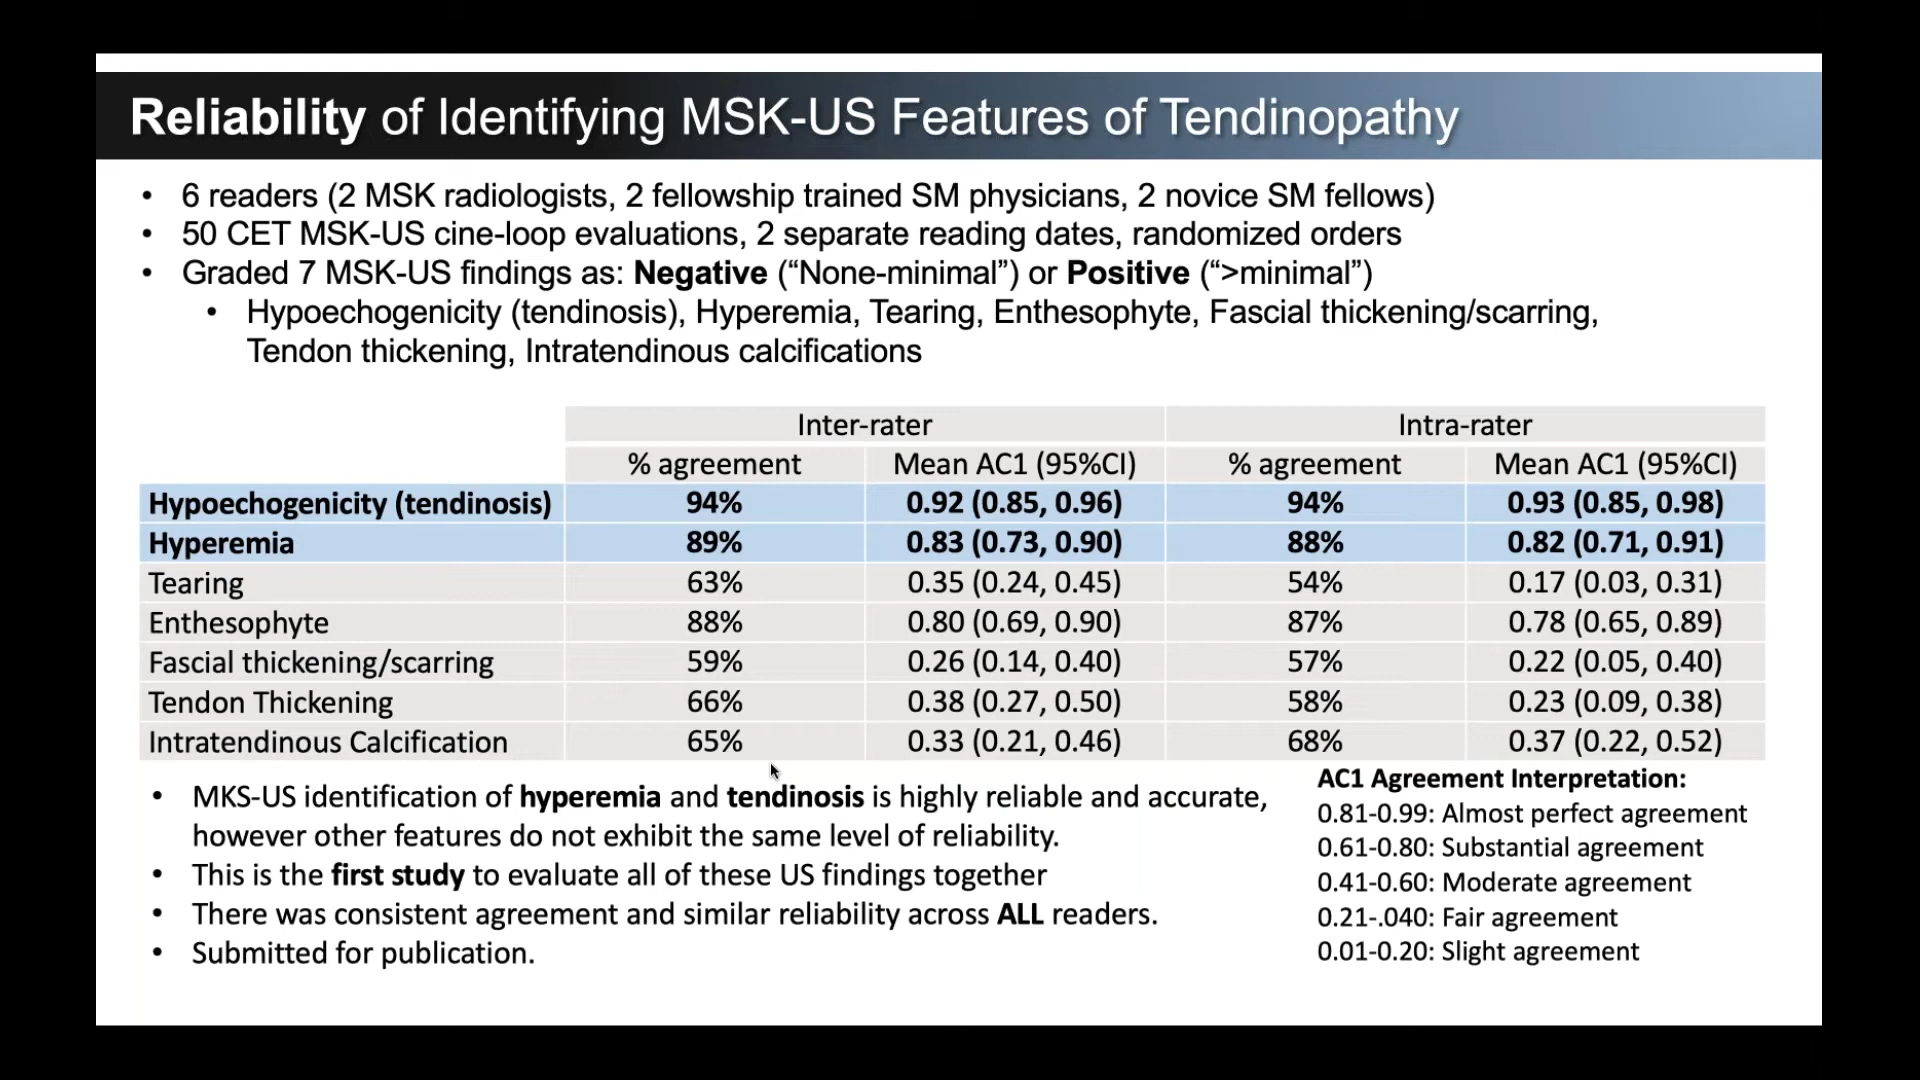 Reliability of Identifying MSK-US Features of Tendinopathy
• 6 readers (2 MSK radiologists, 2 fellowship trained SM physicians, 2 novice SM fellows)
• 50 CET MSK-US cine-loop evaluations, 2 separate reading dates, randomized orders
• Graded 7 MSK-US findings as: Negative (“None-minimal”) or Positive (“>minimal”)
• Hypoechogenicity (tendinosis), Hyperemia, Tearing, Enthesophyte, Fascial thickening/scarring,
Tendon thickening, Intratendinous calcifications
Inter-rater Intra-rater
% agreement Mean AC1 (95%CI) % agreement Mean AC1 (95%CI)
Hypoechogenicity (tendinosis) 94% 0.92 (0.85, 0.96) 94% 0.93 (0.85, 0.98)
Hyperemia 89% 0.83 (0.73, 0.90) 88% 0.82 (0.71, 0.91)
Tearing 63% 0.35 (0.24, 0.45) 54% 0.17 (0.03, 0.31)
Enthesophyte 88% 0.80 (0.69, 0.90) 87% 0.78 (0.65, 0.89)
Fascial thickening/scarring 59% 0.26 (0.14, 0.40) 57% 0.22 (0.05, 0.40)
Tendon Thickening 66% 0.38 (0.27, 0.50) 58% 0.23 (0.09, 0.38)
Intratendinous Calcification 65% 0.33 (0.21, 0.46) 68% 0.37 (0.22, 0.52)
• MKS-US identification of hyperemia and tendinosis is highly reliable and accurate,
however other features do not exhibit the same level of reliability.
• This is the first study to evaluate all of these US findings together
• There was consistent agreement and similar reliability across ALL readers.
• Submitted for publication.
AC1 Agreement Interpretation:
0.81-0.99: Almost perfect agreement
0.61-0.80: Substantial agreement
0.41-0.60: Moderate agreement
0.21-.040: Fair agreement
0.01-0.20: Slight agreement